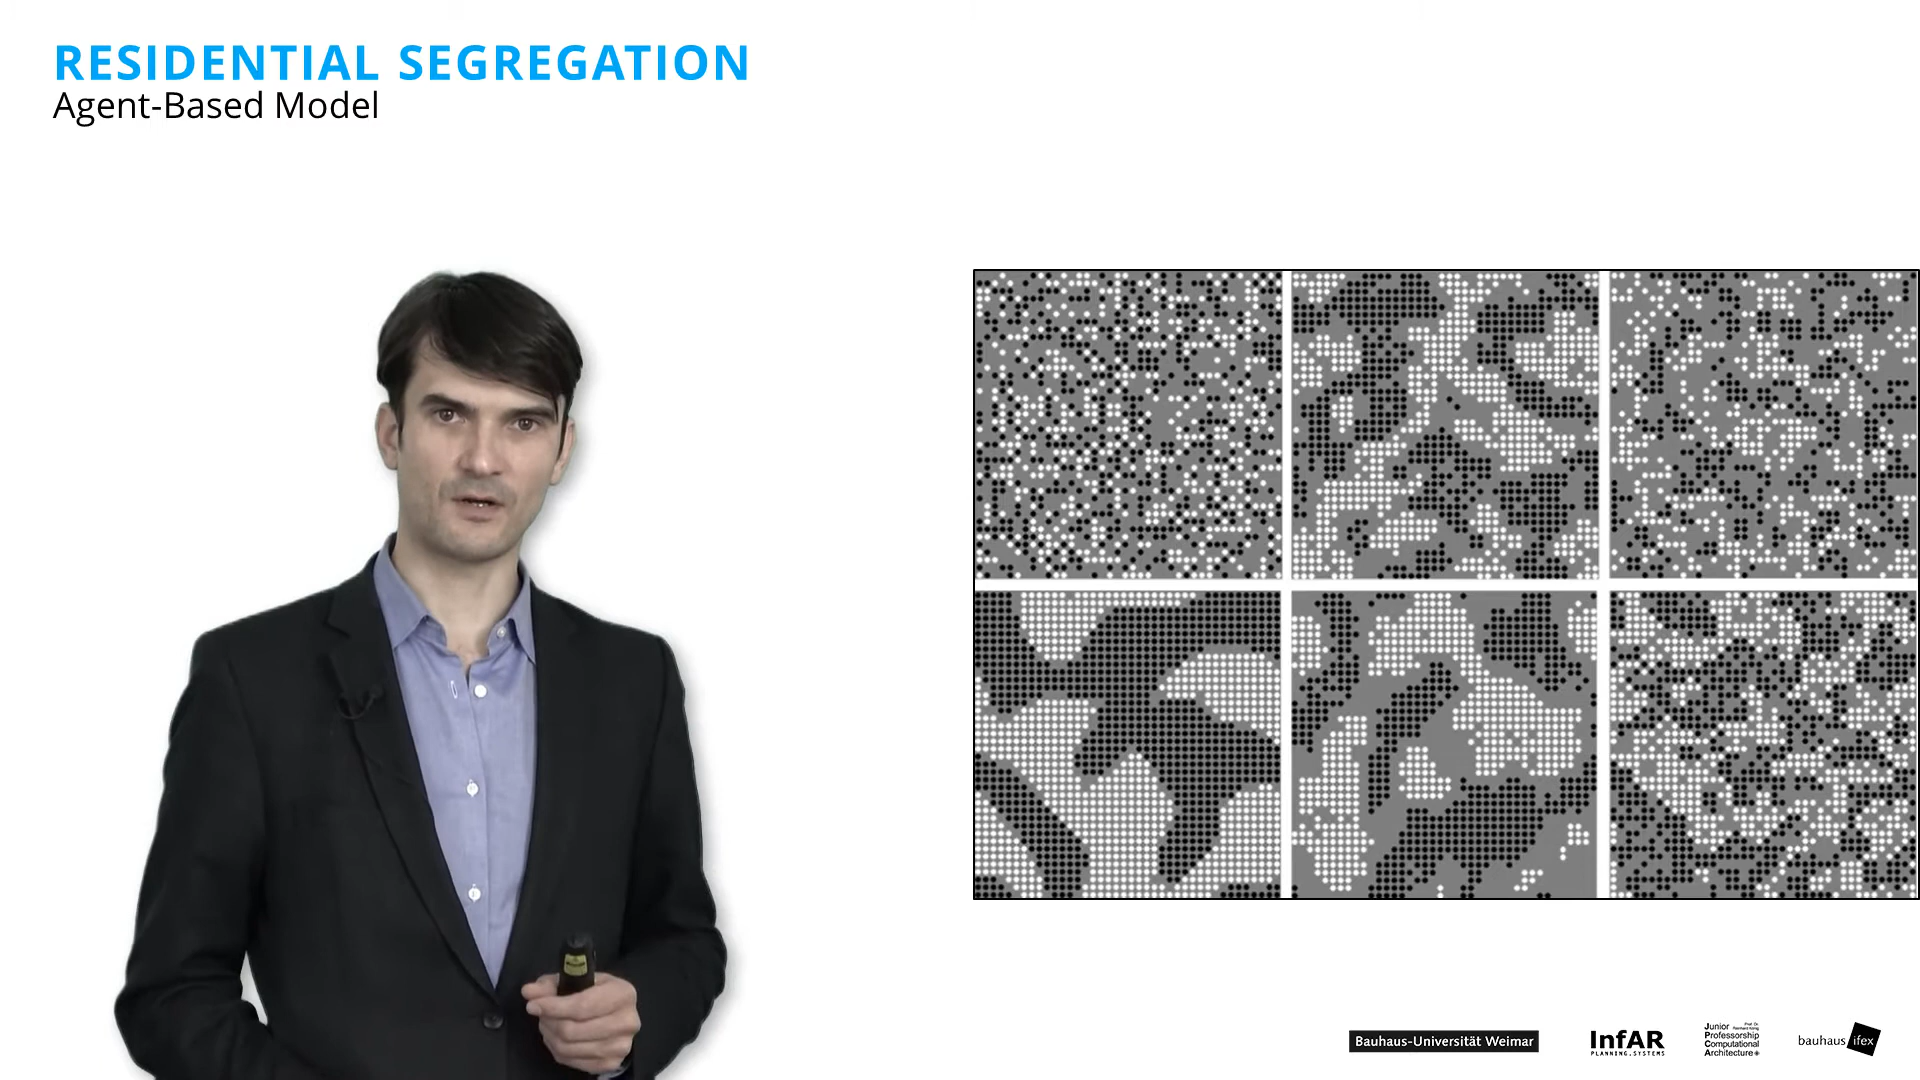 RESIDENTIAL SEGREGATION
Agent-Based Model
Bauhaus-Universität Weimar
InfAR
PLANNING.SYSTEMS
Junior
Professorship
Computational
Architecture
bauhaus ifex